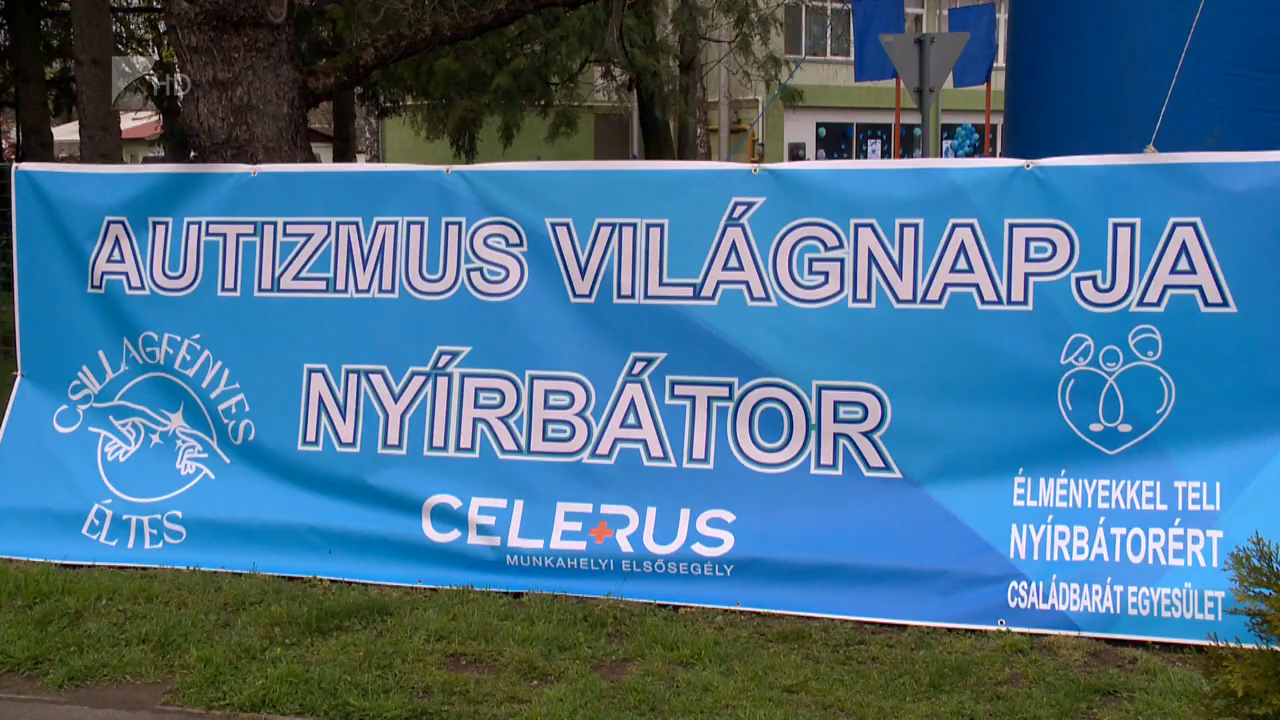 HD
AUTIZMUS VILÁGNAPJA
NYÍRBÁTOR
CSILLAGFÉNYES
ÉLTES
CELERUS
MUNKAHELYI ELSŐSEGÉLY
ÉLMÉNYEKKEL TELI
NYÍRBÁTORÉRT
CSALÁDBARÁT EGYESÜLET